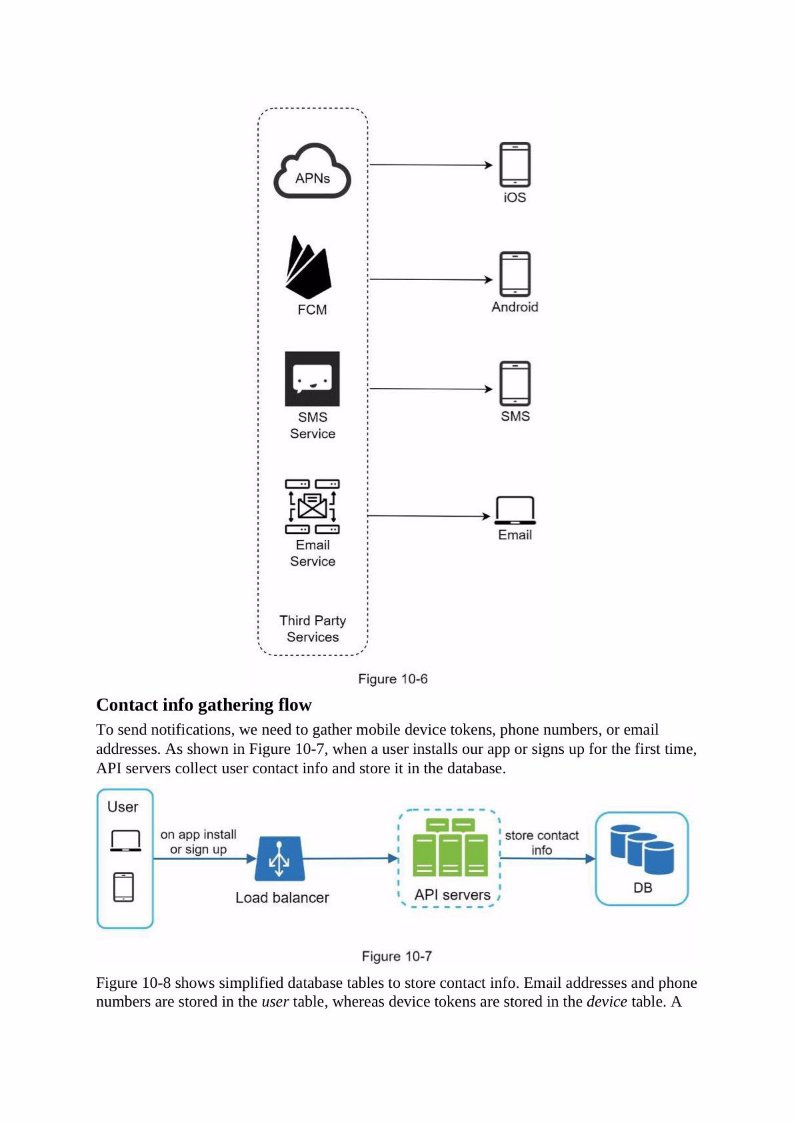 APNs
iOS
FCM
Android
SMS
Service
SMS
Email
Service
Email
Third Party
Services
Figure 10-6
Contact info gathering flow
To send notifications, we need to gather mobile device tokens, phone numbers, or email
addresses. As shown in Figure 10-7, when a user installs our app or signs up for the first time,
API servers collect user contact info and store it in the database.
User
on app install
or sign up
Load balancer
API servers
store contact
info
DB
Figure 10-7
Figure 10-8 shows simplified database tables to store contact info. Email addresses and phone
numbers are stored in the user table, whereas device tokens are stored in the device table. A